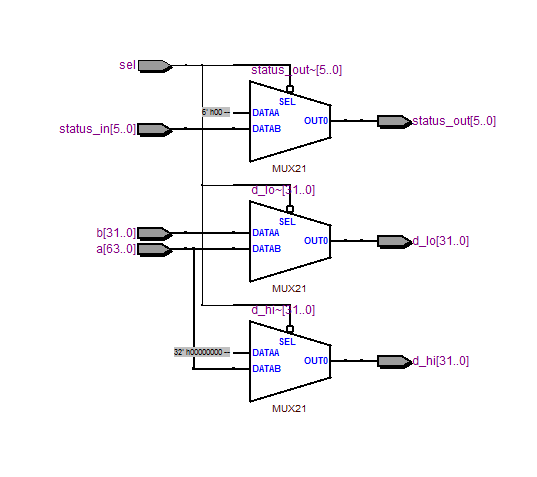 sel
status_out~[5..0]
SEL
6' h00 --
DATAA
status_in[5..0]
DATAB
OUT0
status_out[5..0]
MUX21
d_lo~[31..0]
SEL
b[31..0]
DATAA
a[63..0]
DATAB
OUT0
d_lo[31..0]
MUX21
d_hi~[31..0]
SEL
32' h00000000 --
DATAA
DATAB
OUT0
d_hi[31..0]
MUX21